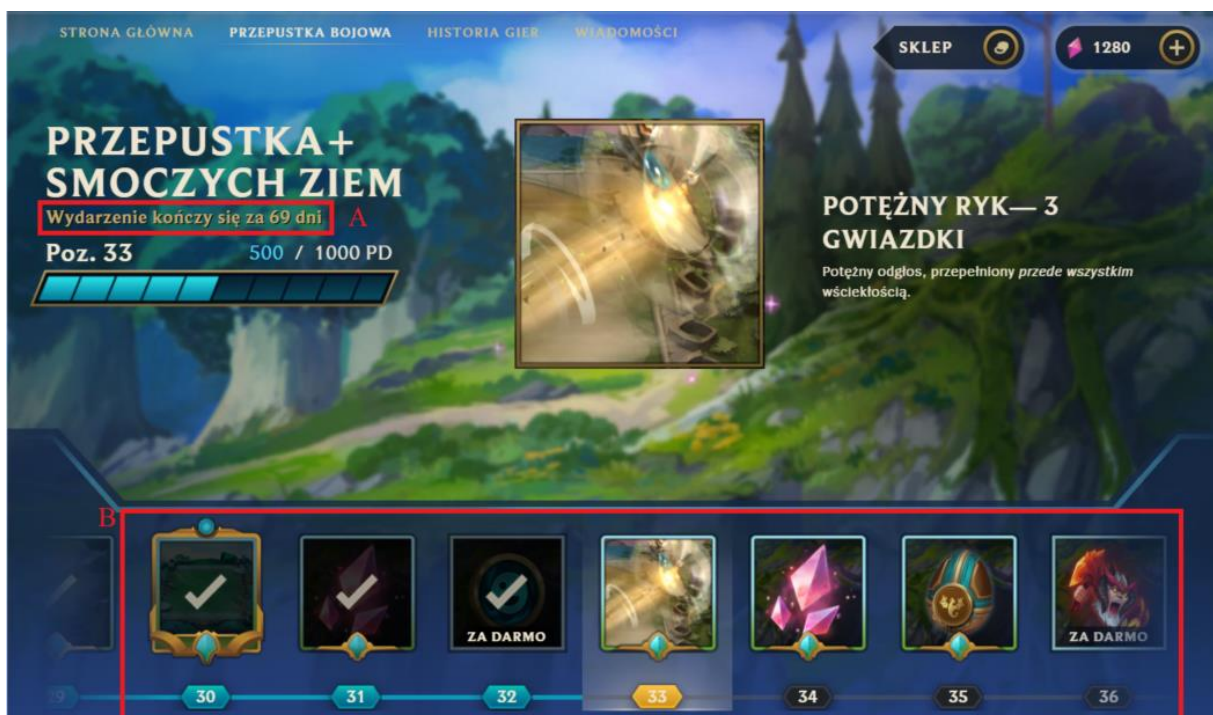 STRONA GŁÓWNA PRZEPUSTKA BOJOWA HISTORIA GIER WIADOMOŚCI
SKLEP 1280
PRZEPUSTKA+
SMOCZYCH ZIEM
Wydarzenie kończy się za 69 dni A
Poz. 33 500 / 1000 PD
POTĘŻNY RYK— 3
GWIAZDKI
Potężny odgłos, przepełniony przede wszystkim
wściekłością.
B
ZA DARMO ZA DARMO
29 30 31 32 33 34 35 36